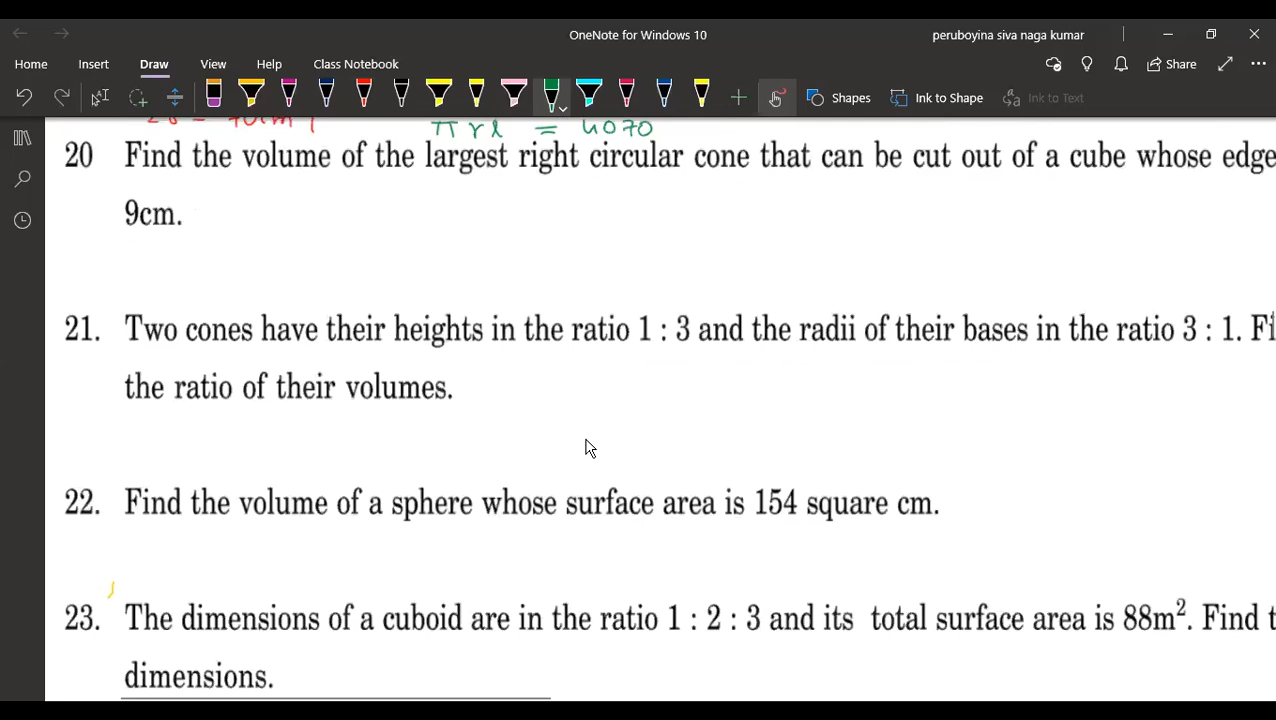 OneNote for Windows 10
peruboyina siva naga kumar
Home Insert Draw View Help Class Notebook
Share
Shapes Ink to Shape Ink to Text
π r l = 4070
20 Find the volume of the largest right circular cone that can be cut out of a cube whose edge
9cm.
21. Two cones have their heights in the ratio 1 : 3 and the radii of their bases in the ratio 3 : 1. Fi
the ratio of their volumes.
22. Find the volume of a sphere whose surface area is 154 square cm.
23. The dimensions of a cuboid are in the ratio 1 : 2 : 3 and its total surface area is 88m². Find t
dimensions.